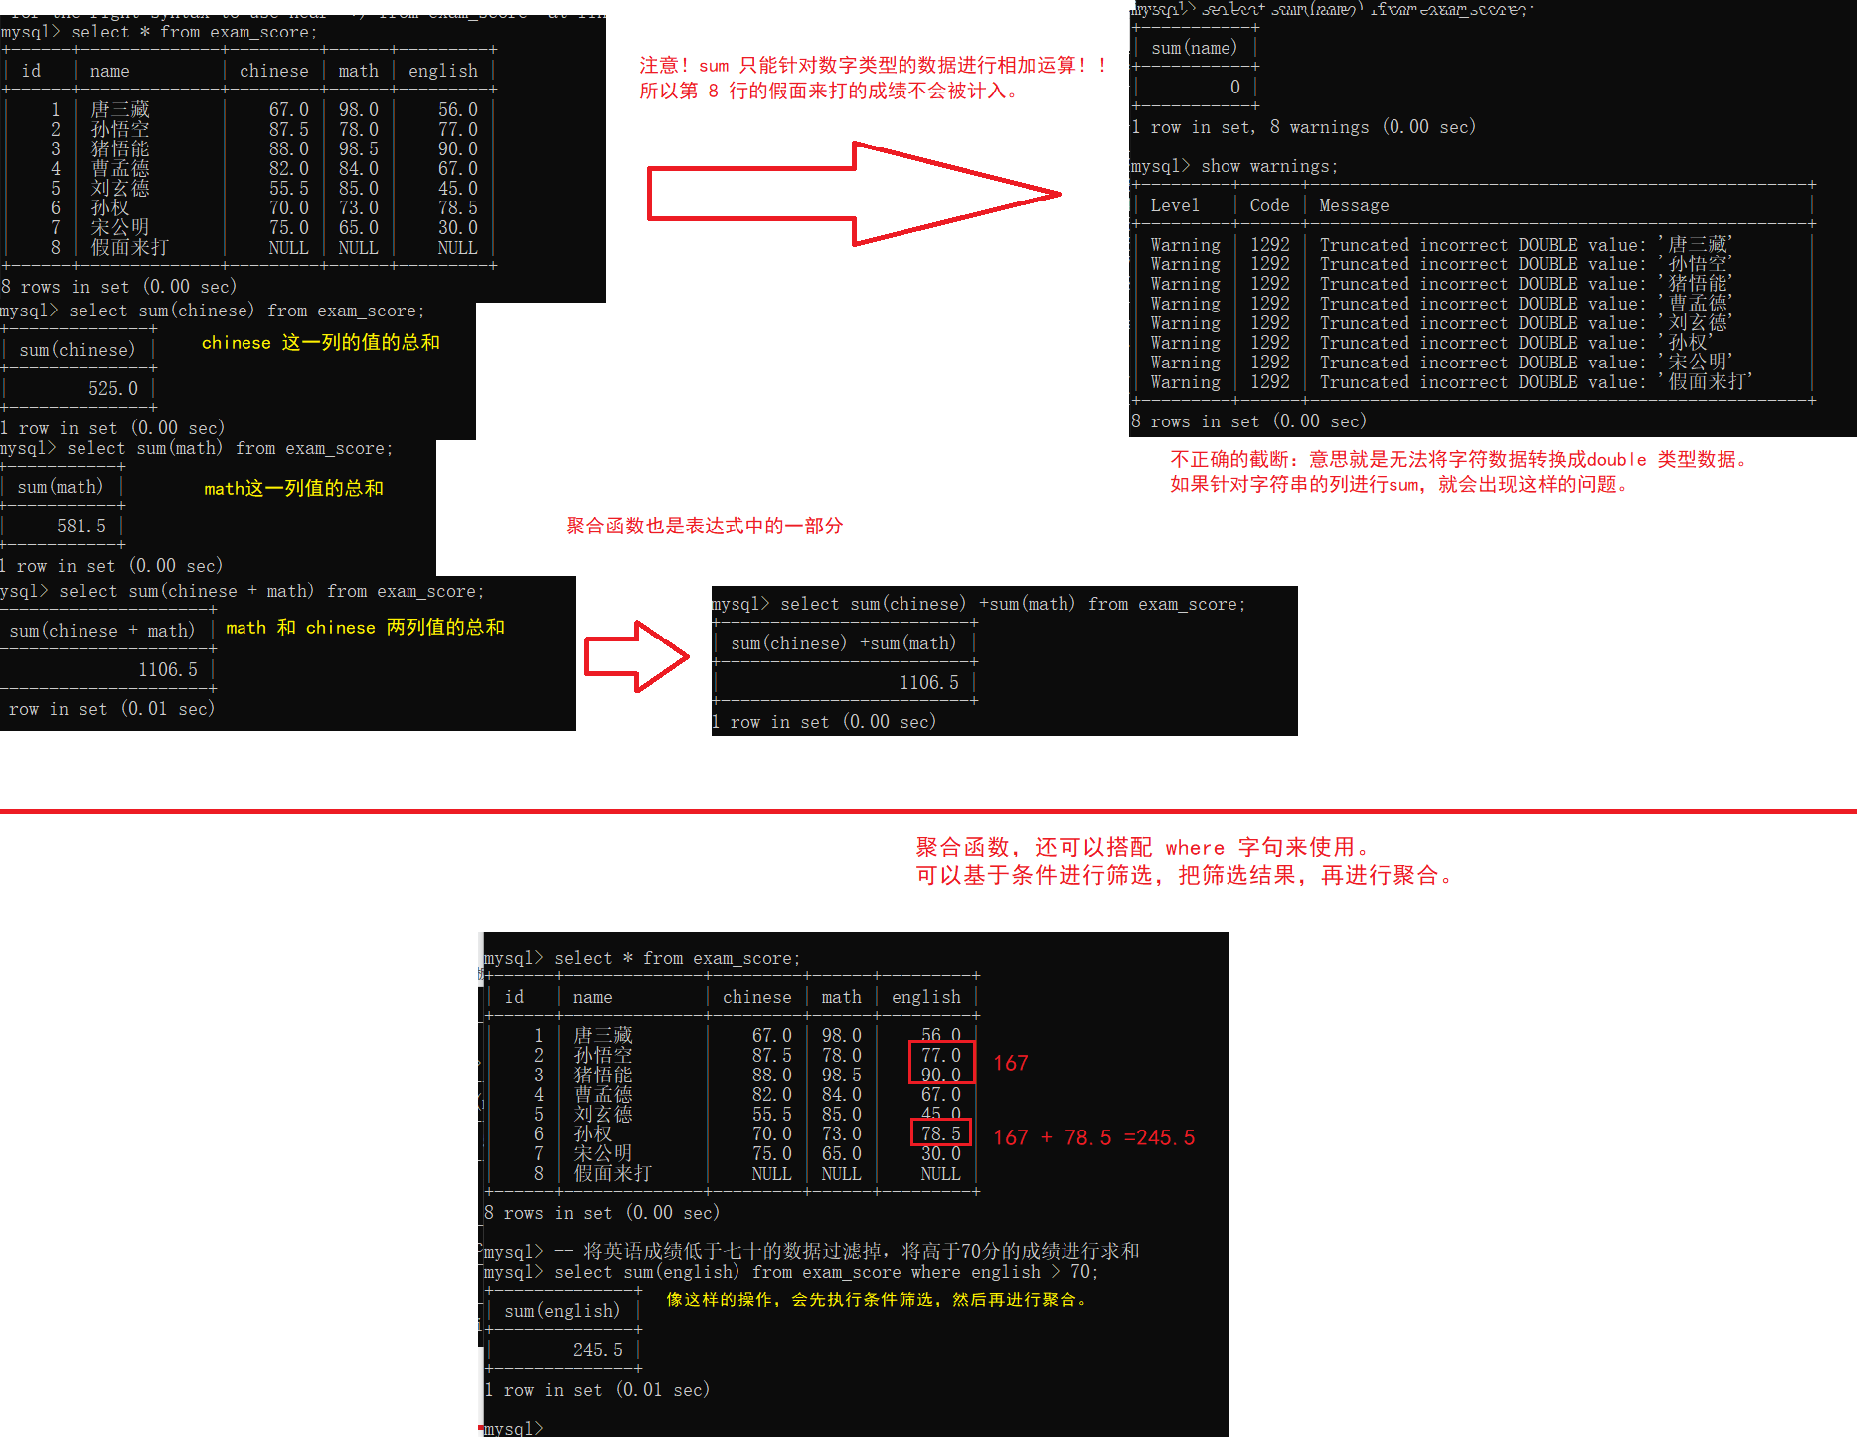 mysql> select * from exam_score;
+------+--------------+---------+------+---------+
| id   | name         | chinese | math | english |
+------+--------------+---------+------+---------+
|    1 | 唐三藏       |    67.0 | 98.0 |    56.0 |
|    2 | 孙悟空       |    87.5 | 78.0 |    77.0 |
|    3 | 猪悟能       |    88.0 | 98.5 |    90.0 |
|    4 | 曹孟德       |    82.0 | 84.0 |    67.0 |
|    5 | 刘玄德       |    55.5 | 85.0 |    45.0 |
|    6 | 孙权         |    70.0 | 73.0 |    78.5 |
|    7 | 宋公明       |    75.0 | 65.0 |    30.0 |
|    8 | 假面来打     |    NULL | NULL |    NULL |
+------+--------------+---------+------+---------+
8 rows in set (0.00 sec)
mysql> select sum(chinese) from exam_score;
+--------------+
| sum(chinese) |
+--------------+
|        525.0 |
+--------------+
1 row in set (0.00 sec)
chinese 这一列的值的总和
mysql> select sum(math) from exam_score;
+-----------+
| sum(math) |
+-----------+
|     581.5 |
+-----------+
1 row in set (0.00 sec)
math这一列值的总和
ysql> select sum(chinese + math) from exam_score;
---------------------+
sum(chinese + math) |
---------------------+
1106.5 |
---------------------+
row in set (0.01 sec)
math 和 chinese 两列值的总和
注意！sum 只能针对数字类型的数据进行相加运算！！
所以第 8 行的假面来打的成绩不会被计入。
mysql> select sum(name) from exam_score;
+-----------+
| sum(name) |
+-----------+
|         0 |
+-----------+
1 row in set, 8 warnings (0.00 sec)
mysql> show warnings;
+---------+------+------------------------------------------------+
| Level   | Code | Message                                        |
+---------+------+------------------------------------------------+
| Warning | 1292 | Truncated incorrect DOUBLE value: '唐三藏'     |
| Warning | 1292 | Truncated incorrect DOUBLE value: '孙悟空'     |
| Warning | 1292 | Truncated incorrect DOUBLE value: '猪悟能'     |
| Warning | 1292 | Truncated incorrect DOUBLE value: '曹孟德'     |
| Warning | 1292 | Truncated incorrect DOUBLE value: '刘玄德'     |
| Warning | 1292 | Truncated incorrect DOUBLE value: '孙权'       |
| Warning | 1292 | Truncated incorrect DOUBLE value: '宋公明'     |
| Warning | 1292 | Truncated incorrect DOUBLE value: '假面来打'   |
+---------+------+------------------------------------------------+
8 rows in set (0.00 sec)
不正确的截断：意思就是无法将字符数据转换成double 类型数据。
如果针对字符串的列进行sum，就会出现这样的问题。
聚合函数也是表达式中的一部分
mysql> select sum(chinese) +sum(math) from exam_score;
+-------------------------+
| sum(chinese) +sum(math) |
+-------------------------+
|                  1106.5 |
+-------------------------+
1 row in set (0.00 sec)
聚合函数，还可以搭配 where 字句来使用。
可以基于条件进行筛选，把筛选结果，再进行聚合。
mysql> select * from exam_score;
+------+--------------+---------+------+---------+
| id   | name         | chinese | math | english |
+------+--------------+---------+------+---------+
|    1 | 唐三藏       |    67.0 | 98.0 |    56.0 |
|    2 | 孙悟空       |    87.5 | 78.0 |    77.0 |
|    3 | 猪悟能       |    88.0 | 98.5 |    90.0 |
|    4 | 曹孟德       |    82.0 | 84.0 |    67.0 |
|    5 | 刘玄德       |    55.5 | 85.0 |    45.0 |
|    6 | 孙权         |    70.0 | 73.0 |    78.5 |
|    7 | 宋公明       |    75.0 | 65.0 |    30.0 |
|    8 | 假面来打     |    NULL | NULL |    NULL |
+------+--------------+---------+------+---------+
167
167 + 78.5 =245.5
8 rows in set (0.00 sec)
mysql> -- 将英语成绩低于七十的数据过滤掉，将高于70分的成绩进行求和
mysql> select sum(english) from exam_score where english > 70;
+--------------+
| sum(english) |
+--------------+
|        245.5 |
+--------------+
像这样的操作，会先执行条件筛选，然后再进行聚合。
1 row in set (0.01 sec)
mysql>